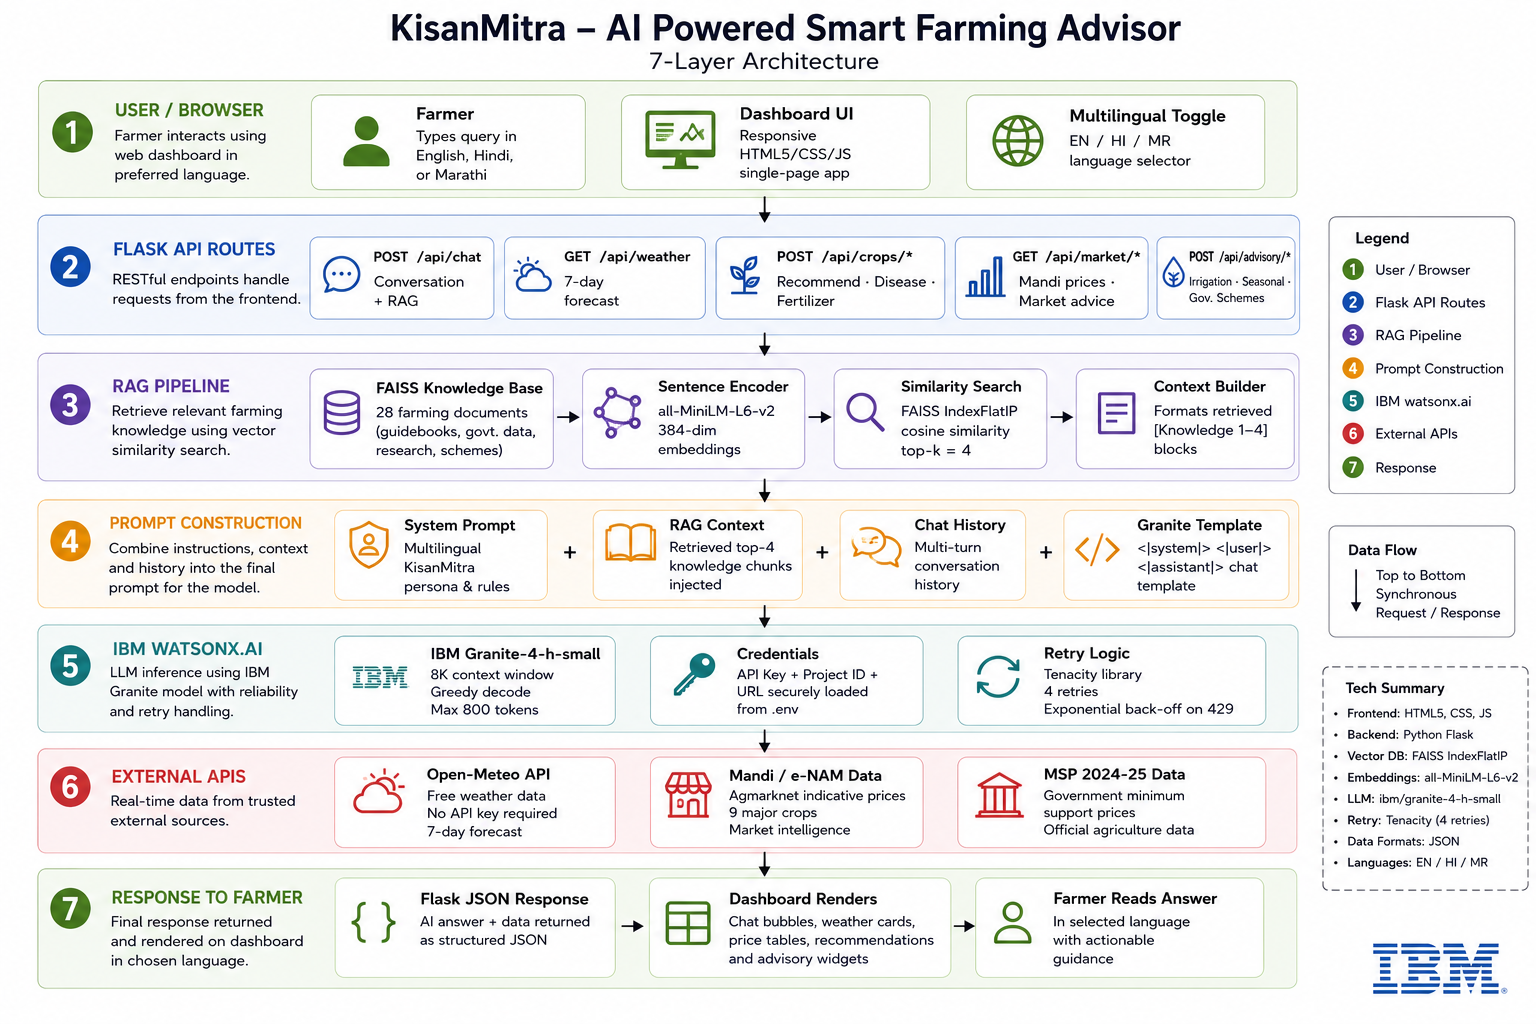 KisanMitra – AI Powered Smart Farming Advisor
7-Layer Architecture
1
USER / BROWSER
Farmer interacts using
web dashboard in
preferred language.
Farmer
Types query in
English, Hindi,
or Marathi
Dashboard UI
Responsive
HTML5/CSS/JS
single-page app
Multilingual Toggle
EN / HI / MR
language selector
2
FLASK API ROUTES
RESTful endpoints handle
requests from the frontend.
POST /api/chat
Conversation
+ RAG
GET /api/weather
7-day
forecast
POST /api/crops/*
Recommend · Disease ·
Fertilizer
GET /api/market/*
Mandi prices ·
Market advice
POST /api/advisory/*
Irrigation · Seasonal ·
Gov. Schemes
3
RAG PIPELINE
Retrieve relevant farming
knowledge using vector
similarity search.
FAISS Knowledge Base
28 farming documents
(guidebooks, govt. data,
research, schemes)
Sentence Encoder
all-MiniLM-L6-v2
384-dim
embeddings
Similarity Search
FAISS IndexFlatIP
cosine similarity
top-k = 4
Context Builder
Formats retrieved
[Knowledge 1–4]
blocks
4
PROMPT CONSTRUCTION
Combine instructions, context
and history into the final
prompt for the model.
System Prompt
Multilingual
KisanMitra
persona & rules
+
RAG Context
Retrieved top-4
knowledge chunks
injected
+
Chat History
Multi-turn
conversation
history
+
</>
Granite Template
<|system|> <|user|>
<|assistant|> chat
template
5
IBM WATSONX.AI
LLM inference using IBM
Granite model with reliability
and retry handling.
IBM
IBM Granite-4-h-small
8K context window
Greedy decode
Max 800 tokens
Credentials
API Key + Project ID +
URL securely loaded
from .env
Retry Logic
Tenacity library
4 retries
Exponential back-off on 429
6
EXTERNAL APIS
Real-time data from trusted
external sources.
Open-Meteo API
Free weather data
No API key required
7-day forecast
Mandi / e-NAM Data
Agmarknet indicative prices
9 major crops
Market intelligence
MSP 2024-25 Data
Government minimum
support prices
Official agriculture data
7
RESPONSE TO FARMER
Final response returned
and rendered on dashboard
in chosen language.
{ }
Flask JSON Response
AI answer + data returned
as structured JSON
Dashboard Renders
Chat bubbles, weather cards,
price tables, recommendations
and advisory widgets
Farmer Reads Answer
In selected language
with actionable
guidance
Legend
1 User / Browser
2 Flask API Routes
3 RAG Pipeline
4 Prompt Construction
5 IBM watsonx.ai
6 External APIs
7 Response
Data Flow
Top to Bottom
Synchronous
Request / Response
Tech Summary
• Frontend: HTML5, CSS, JS
• Backend: Python Flask
• Vector DB: FAISS IndexFlatIP
• Embeddings: all-MiniLM-L6-v2
• LLM: ibm/granite-4-h-small
• Retry: Tenacity (4 retries)
• Data Formats: JSON
• Languages: EN / HI / MR
IBM®